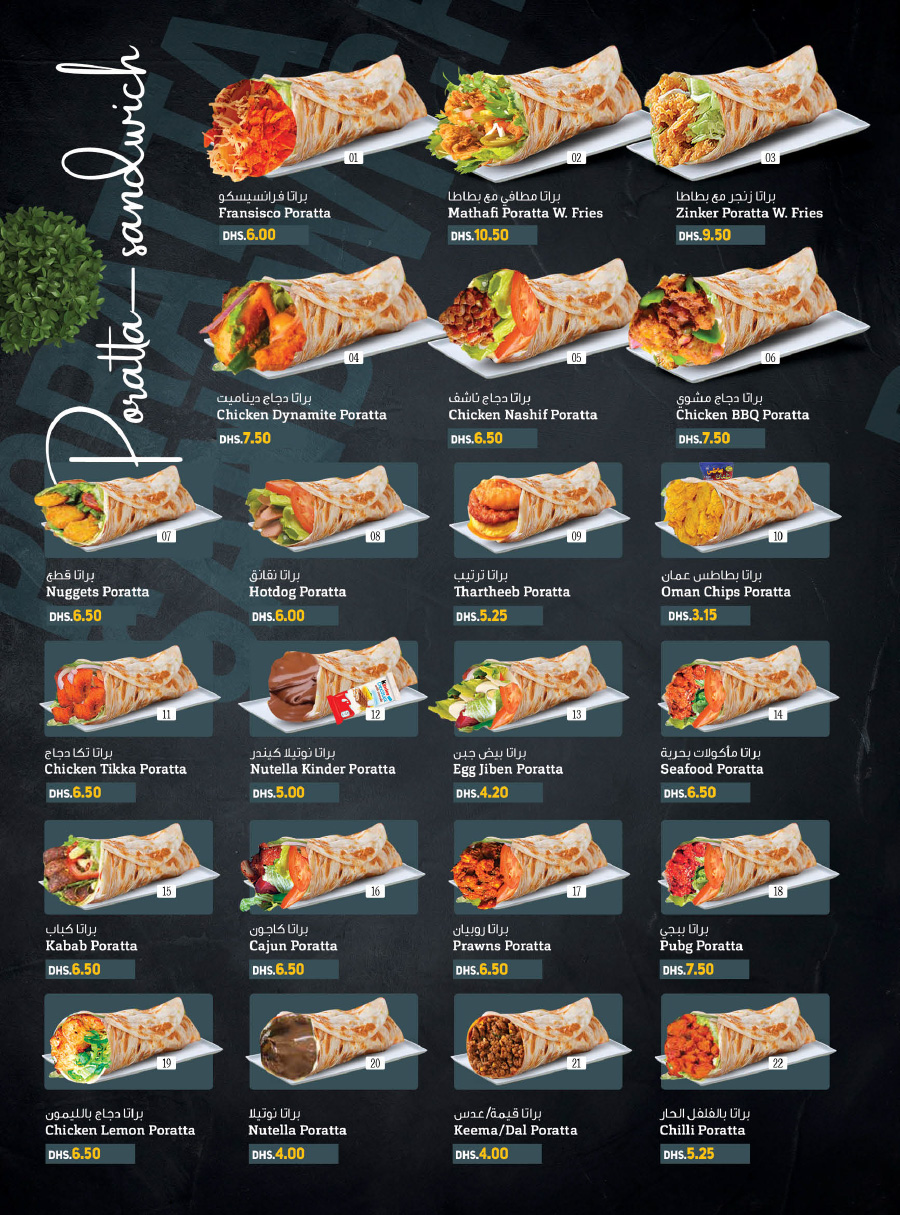 Poratta sandwich
01
02
03
براتا فرانسيسكو
Fransisco Poratta
DHS.6.00
براتا مطافي مع بطاطا
Mathafi Poratta W. Fries
DHS.10.50
براتا زنجر مع بطاطا
Zinker Poratta W. Fries
DHS.9.50
04
05
06
براتا دجاج ديناميت
Chicken Dynamite Poratta
DHS.7.50
براتا دجاج ناشف
Chicken Nashif Poratta
DHS.6.50
براتا دجاج مشوي
Chicken BBQ Poratta
DHS.7.50
07
08
09
10
براتا قطع
Nuggets Poratta
DHS.6.50
براتا نقانق
Hotdog Poratta
DHS.6.00
براتا ترتيب
Thartheeb Poratta
DHS.5.25
براتا بطاطس عمان
Oman Chips Poratta
DHS.3.15
11
12
13
14
براتا تكا دجاج
Chicken Tikka Poratta
DHS.6.50
براتا نوتيلا كيندر
Nutella Kinder Poratta
DHS.5.00
براتا بيض جبن
Egg Jiben Poratta
DHS.4.20
براتا مأكولات بحرية
Seafood Poratta
DHS.6.50
15
16
17
18
براتا كباب
Kabab Poratta
DHS.6.50
براتا كاجون
Cajun Poratta
DHS.6.50
براتا روبيان
Prawns Poratta
DHS.6.50
براتا ببجي
Pubg Poratta
DHS.7.50
19
20
21
22
براتا دجاج بالليمون
Chicken Lemon Poratta
DHS.6.50
براتا نوتيلا
Nutella Poratta
DHS.4.00
براتا قيمة/عدس
Keema/Dal Poratta
DHS.4.00
براتا بالفلفل الحار
Chilli Poratta
DHS.5.25